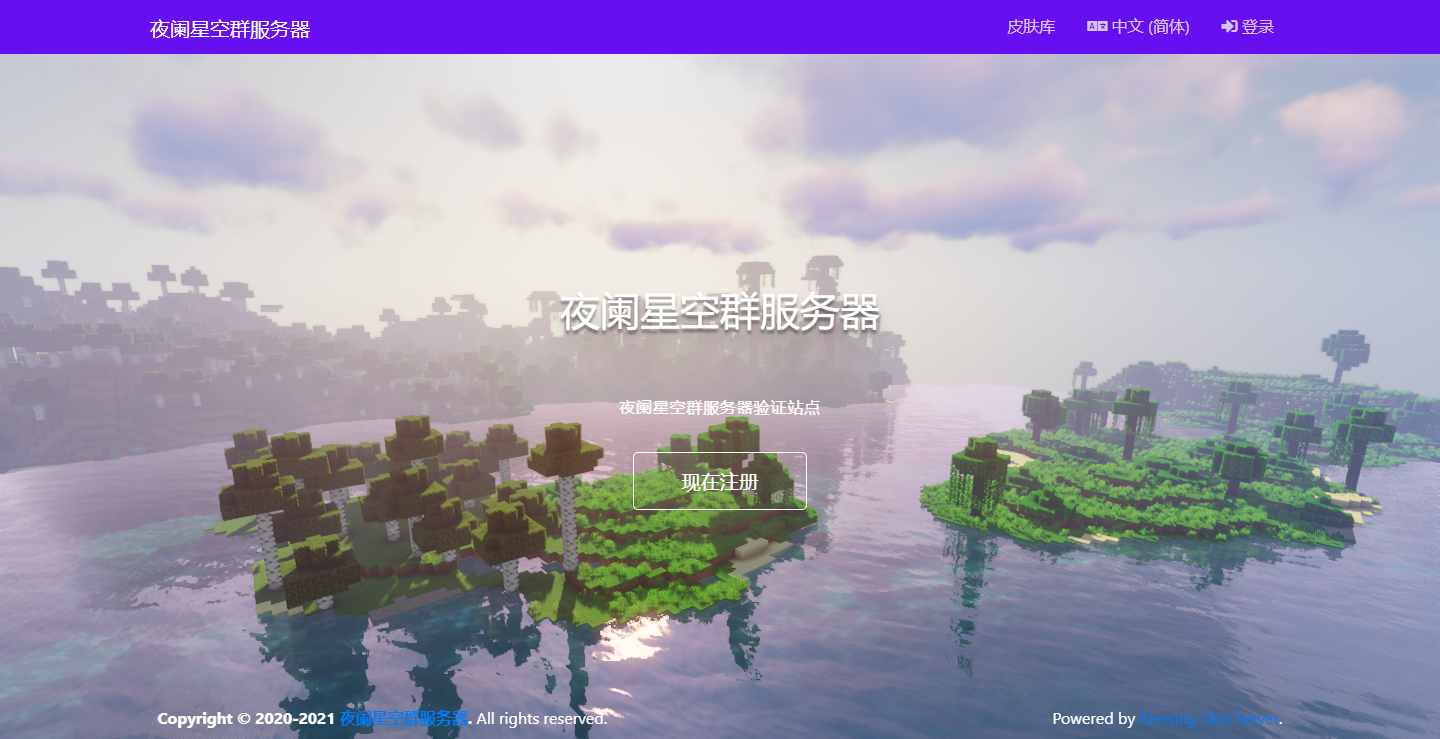 夜阑星空群服务器
皮肤库 中文 (简体) 登录
夜阑星空群服务器
夜阑星空群服务器验证站点
现在注册
Copyright © 2020-2021 夜阑星空群服务器. All rights reserved.
Powered by Blessing Skin Server.